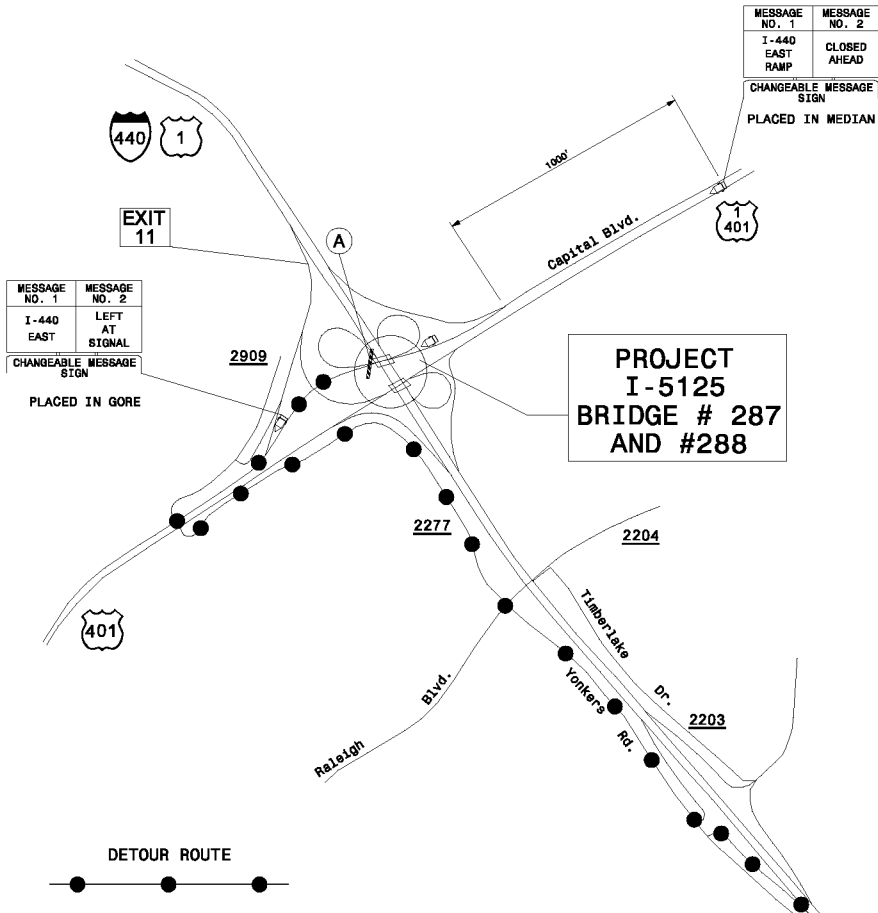 MESSAGE NO. 1
MESSAGE NO. 2
I-440 EAST RAMP
CLOSED AHEAD
CHANGEABLE MESSAGE SIGN
PLACED IN MEDIAN
440
1
1000'
1
401
EXIT
11
A
Capital Blvd.
MESSAGE NO. 1
MESSAGE NO. 2
I-440 EAST
LEFT AT SIGNAL
CHANGEABLE MESSAGE SIGN
PLACED IN GORE
2909
PROJECT
I-5125
BRIDGE # 287
AND #288
2277
2204
401
Timberlake Dr.
Yonkers Rd.
Raleigh Blvd.
2203
DETOUR ROUTE